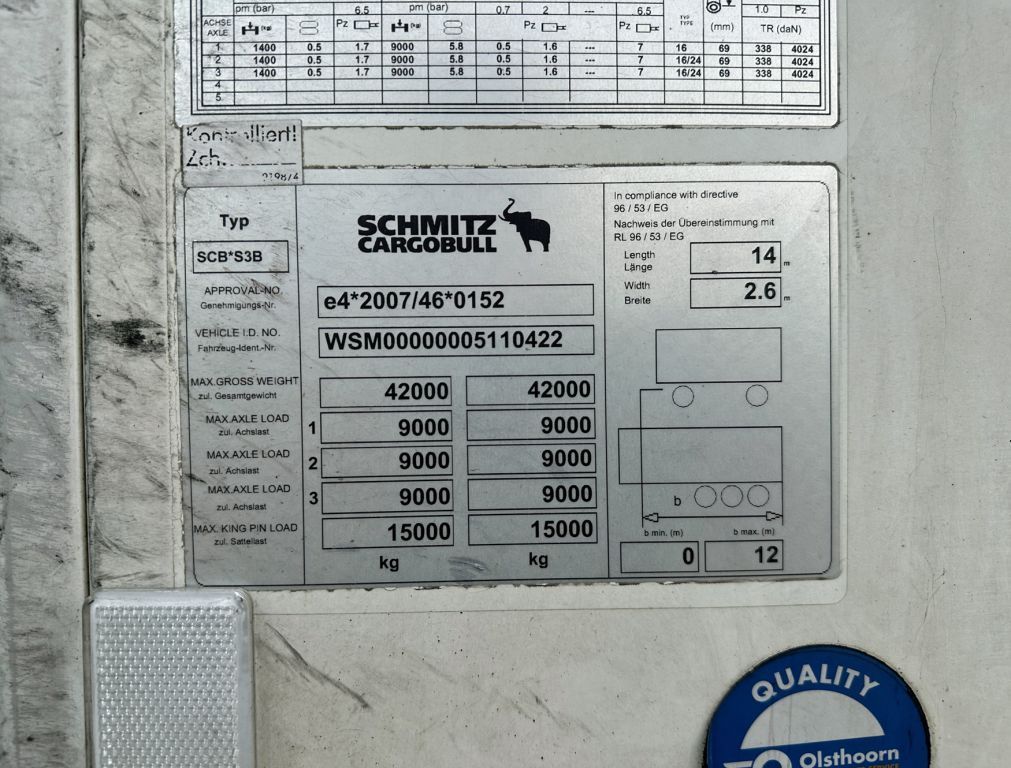 pm (bar) 6.5 pm (bar) 0.7 2 --- 6.5 1.0 Pz
ACHSE AXLE (kg) Pz (kg) Pz Pz TYP TYPE (mm) TR (daN)
1 1400 0.5 1.7 9000 5.8 0.5 1.6 --- 7 16 69 338 4024
2 1400 0.5 1.7 9000 5.8 0.5 1.6 --- 7 16/24 69 338 4024
3 1400 0.5 1.7 9000 5.8 0.5 1.6 --- 7 16/24 69 338 4024
4
5
Kontrolliert!
Zch.
Typ
SCB*S3B
SCHMITZ
CARGOBULL
APPROVAL-NO
Genehmigungs-Nr.
e4*2007/46*0152
VEHICLE I.D. NO.
Fahrzeug-Ident.-Nr.
WSM00000005110422
MAX.GROSS WEIGHT
zul. Gesamtgewicht
42000 42000
MAX.AXLE LOAD
zul. Achslast
1 9000 9000
MAX.AXLE LOAD
zul. Achslast
2 9000 9000
MAX.AXLE LOAD
zul. Achslast
3 9000 9000
MAX. KING PIN LOAD
zul. Sattellast
15000 15000
kg kg
In compliance with directive
96 / 53 / EG
Nachweis der Übereinstimmung mit
RL 96 / 53 / EG
Length
Länge
14 m
Width
Breite
2.6 m
b
b min. (m) b max. (m)
0 12
QUALITY
Olsthoorn